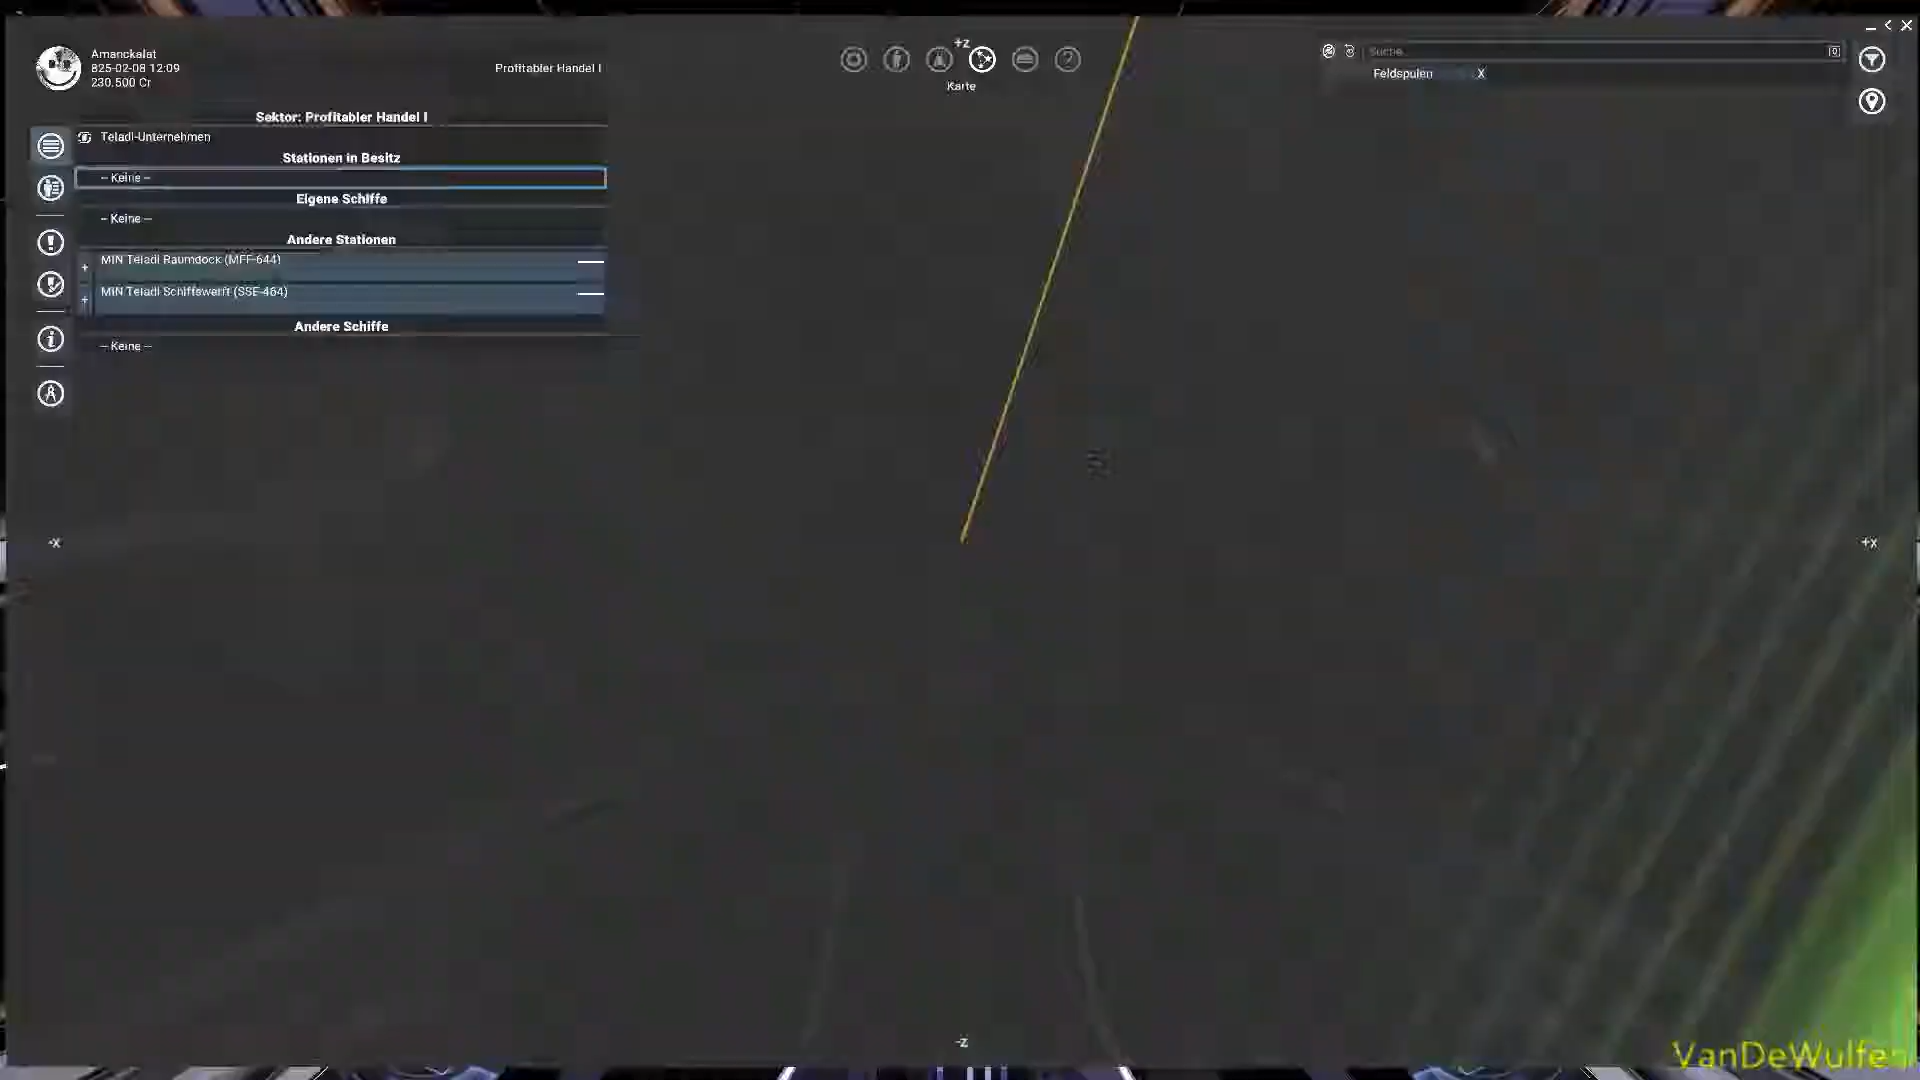 Amanckalat
825-02-08 12:09
230.500 Cr
Profitabler Handel I
+z
Karte
Suche...
Feldspulen X
Sektor: Profitabler Handel I
Teladi-Unternehmen
Stationen in Besitz
-- Keine --
Eigene Schiffe
-- Keine --
Andere Stationen
+ MIN Teladi Raumdock (MFF-644)
+ MIN Teladi Schiffswerft (SSE-464)
Andere Schiffe
-- Keine --
-x
+x
-z
VanDeWulfen